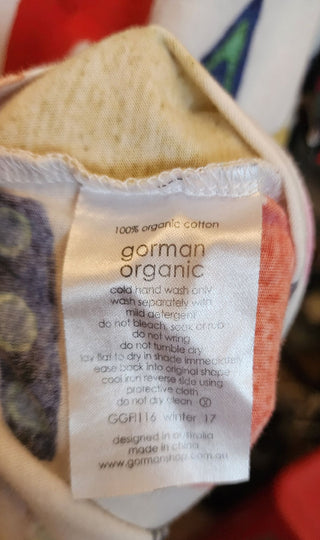 100% organic cotton
gorman
organic
cold hand wash only
wash separately with
mild detergent
do not bleach, soak or rub
do not wring
do not tumble dry
lay flat to dry in shade immediately
ease back into original shape
cool iron reverse side using
protective cloth
do not dry clean Ⓧ
GGFI116 winter 17
designed in australia
made in china
www.gormanshop.com.au